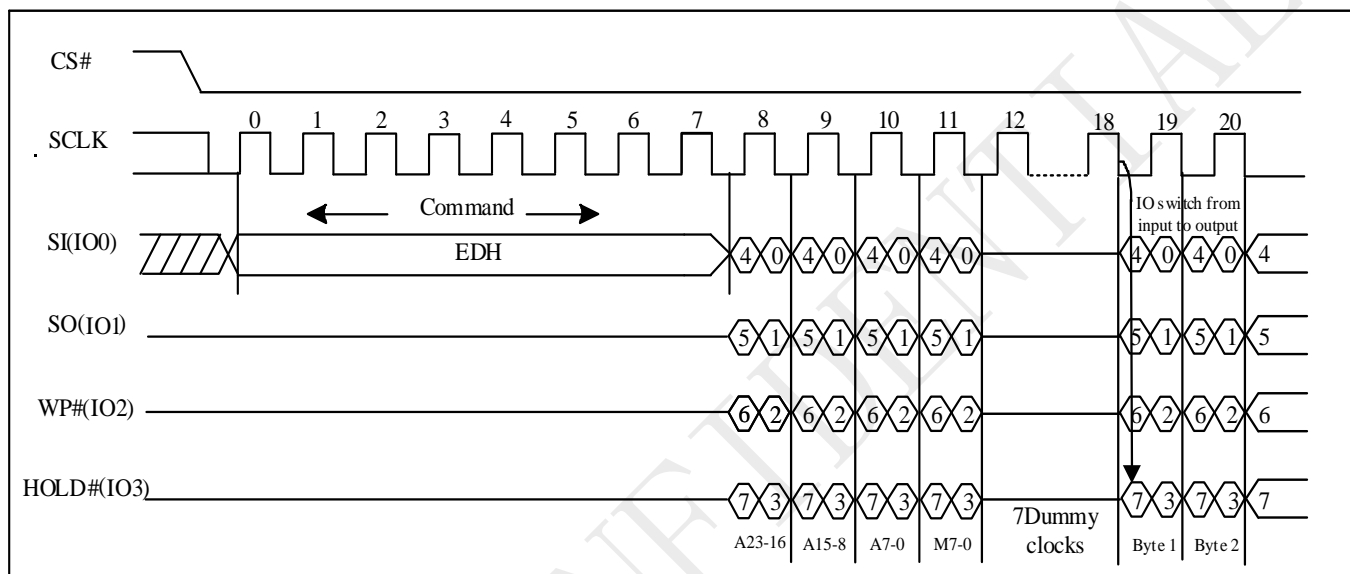 CS#
SCLK
0 1 2 3 4 5 6 7 8 9 10 11 12 18 19 20
Command
IO switch from
input to output
SI(IO0)
EDH
4 0 4 0 4 0 4 0 4 0 4 0 4
SO(IO1)
5 1 5 1 5 1 5 1 5 1 5 1 5
WP#(IO2)
6 2 6 2 6 2 6 2 6 2 6 2 6
HOLD#(IO3)
7 3 7 3 7 3 7 3 7 3 7 3 7
A23-16 A15-8 A7-0 M7-0
7Dummy
clocks
Byte 1 Byte 2